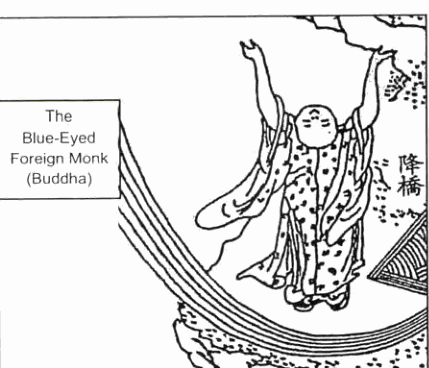 The
Blue-Eyed
Foreign Monk
(Buddha)
降橋